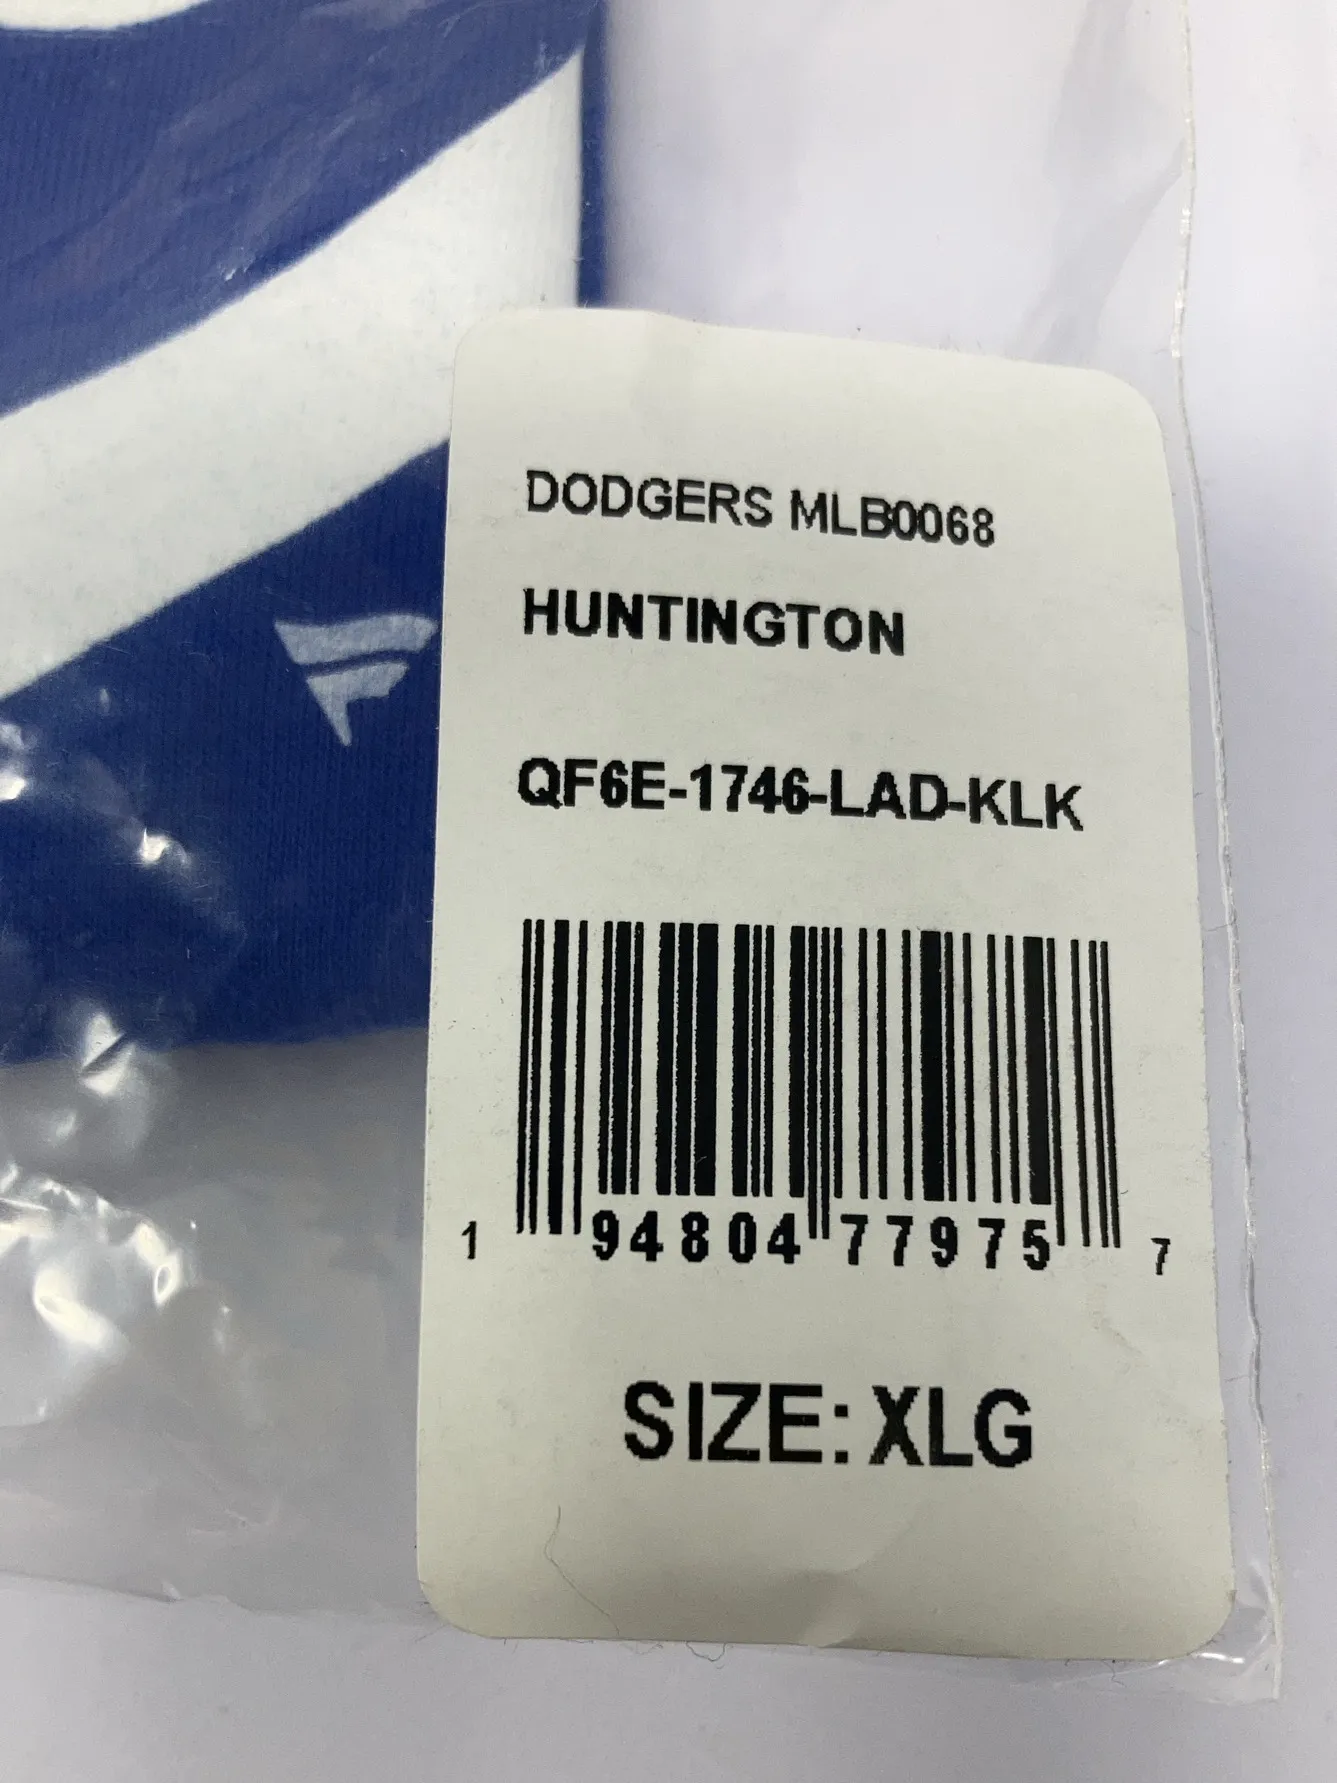 DODGERS MLB0068
HUNTINGTON
QF6E-1746-LAD-KLK
1 94804 77975 7
SIZE: XLG